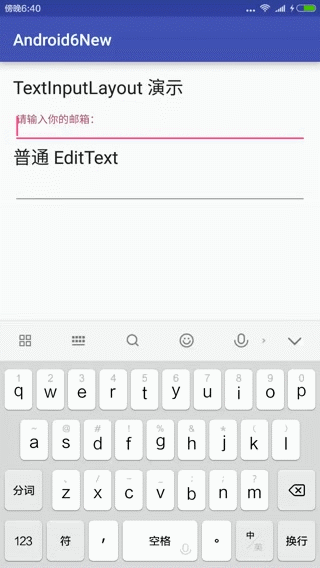 傍晚6:40
Android6New
TextInputLayout 演示
请输入你的邮箱:
普通 EditText
1 2 3 4 5 6 7 8 9 0
q w e r t y u i o p
~ @ # ! % & * ( )
a s d f g h j k l
分词 z x c v b n m
123 符 , 空格 。 中 英 换行